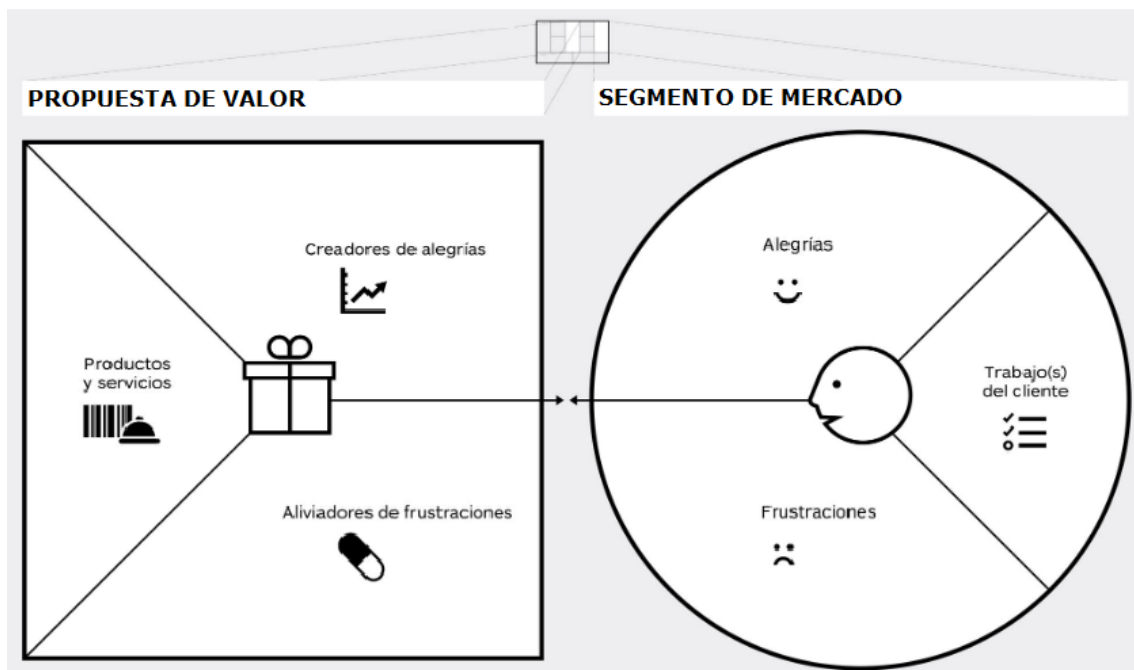 PROPUESTA DE VALOR
SEGMENTO DE MERCADO
Creadores de alegrías
Productos
y servicios
Aliviadores de frustraciones
Alegrías
Trabajo(s)
del cliente
Frustraciones